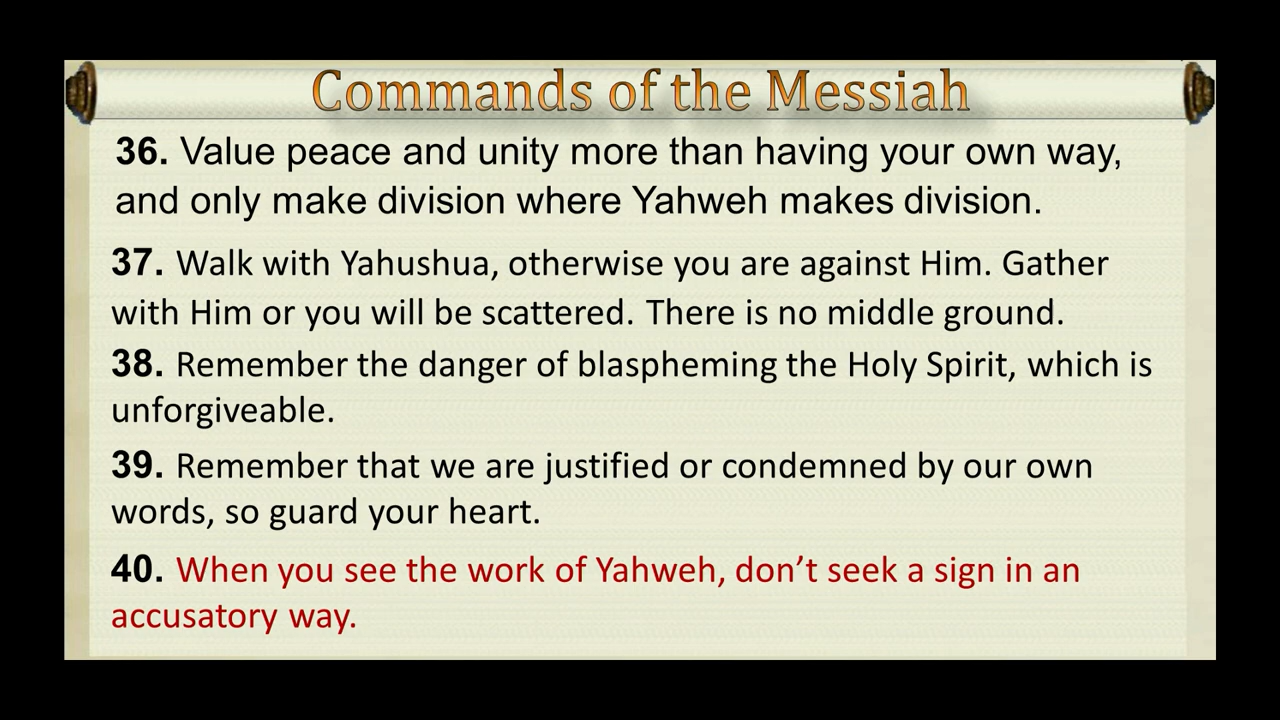 Commands of the Messiah
36. Value peace and unity more than having your own way,
and only make division where Yahweh makes division.
37. Walk with Yahushua, otherwise you are against Him. Gather
with Him or you will be scattered. There is no middle ground.
38. Remember the danger of blaspheming the Holy Spirit, which is
unforgiveable.
39. Remember that we are justified or condemned by our own
words, so guard your heart.
40. When you see the work of Yahweh, don’t seek a sign in an
accusatory way.